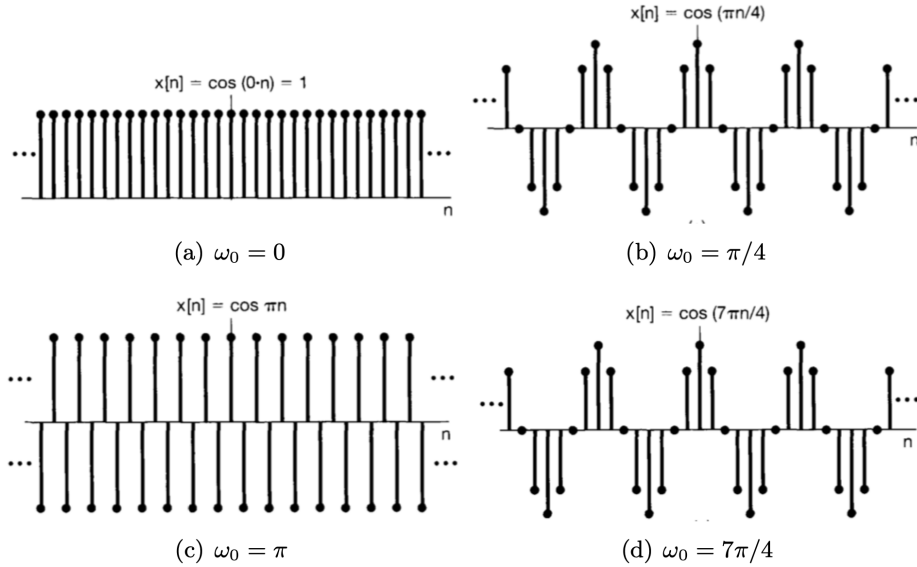 x[n] = cos (0·n) = 1
n
(a) ω₀ = 0
x[n] = cos (πn/4)
n
(b) ω₀ = π/4
x[n] = cos πn
n
(c) ω₀ = π
x[n] = cos (7πn/4)
n
(d) ω₀ = 7π/4